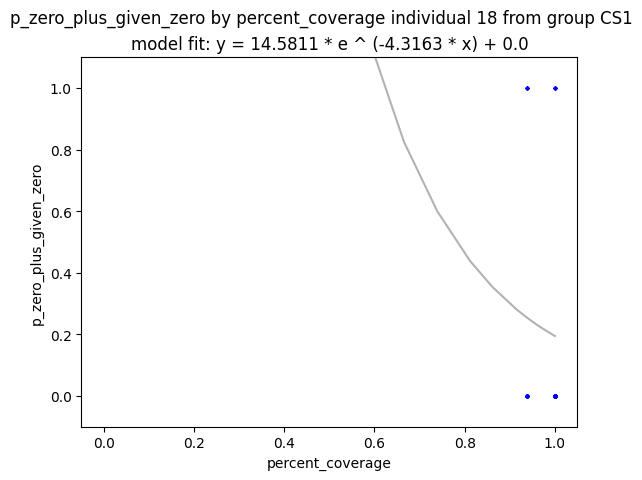 p_zero_plus_given_zero by percent_coverage individual 18 from group CS1
model fit: y = 14.5811 * e ^ (-4.3163 * x) + 0.0
1.0
0.8
0.6
0.4
0.2
0.0
p_zero_plus_given_zero
0.0 0.2 0.4 0.6 0.8 1.0
percent_coverage